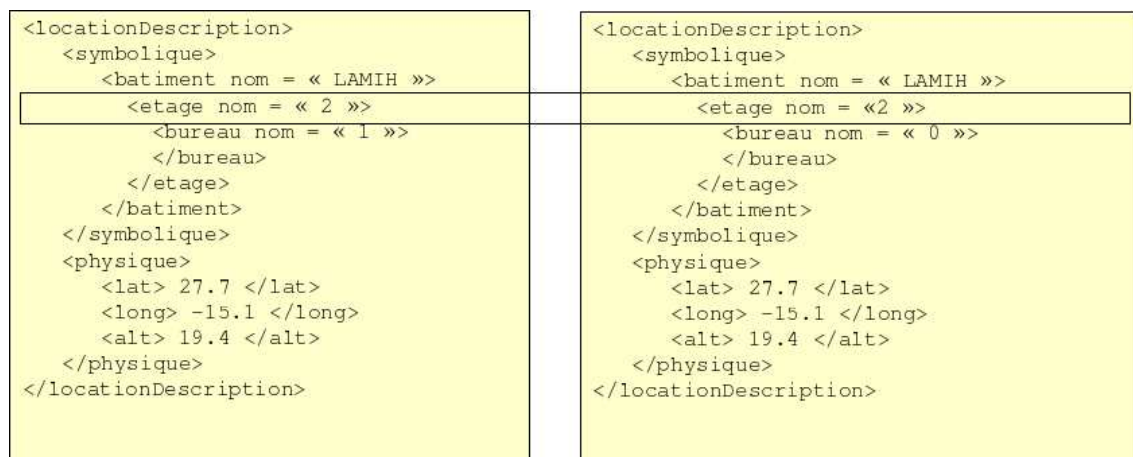 <locationDescription>
<symbolique>
<batiment nom = « LAMIH »>
<etage nom = « 2 »>
<bureau nom = « 1 »>
</bureau>
</etage>
</batiment>
</symbolique>
<physique>
<lat> 27.7 </lat>
<long> -15.1 </long>
<alt> 19.4 </alt>
</physique>
</locationDescription>
<locationDescription>
<symbolique>
<batiment nom = « LAMIH »>
<etage nom = «2 »>
<bureau nom = « 0 »>
</bureau>
</etage>
</batiment>
</symbolique>
<physique>
<lat> 27.7 </lat>
<long> -15.1 </long>
<alt> 19.4 </alt>
</physique>
</locationDescription>